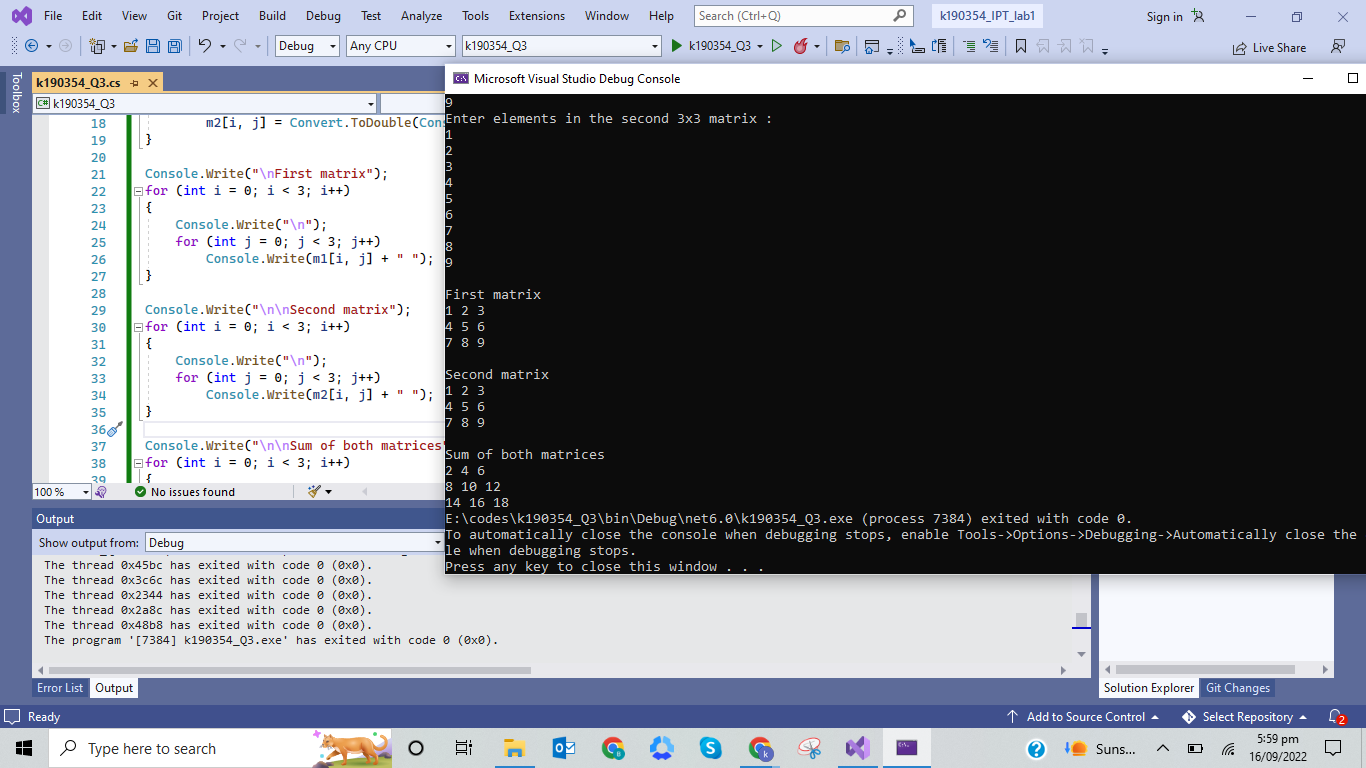 File Edit View Git Project Build Debug Test Analyze Tools Extensions Window Help Search (Ctrl+Q) k190354_IPT_lab1 Sign in
Debug Any CPU k190354_Q3 k190354_Q3 Live Share
Toolbox
k190354_Q3.cs
C# k190354_Q3
18 m2[i, j] = Convert.ToDouble(Con
19 }
20
21 Console.Write("\nFirst matrix");
22 for (int i = 0; i < 3; i++)
23 {
24 Console.Write("\n");
25 for (int j = 0; j < 3; j++)
26 Console.Write(m1[i, j] + " ");
27 }
28
29 Console.Write("\n\nSecond matrix");
30 for (int i = 0; i < 3; i++)
31 {
32 Console.Write("\n");
33 for (int j = 0; j < 3; j++)
34 Console.Write(m2[i, j] + " ");
35 }
36
37 Console.Write("\n\nSum of both matrices"
38 for (int i = 0; i < 3; i++)
39 {
100 % No issues found
Microsoft Visual Studio Debug Console
9
Enter elements in the second 3x3 matrix :
1
2
3
4
5
6
7
8
9
First matrix
1 2 3
4 5 6
7 8 9
Second matrix
1 2 3
4 5 6
7 8 9
Sum of both matrices
2 4 6
8 10 12
14 16 18
E:\codes\k190354_Q3\bin\Debug\net6.0\k190354_Q3.exe (process 7384) exited with code 0.
To automatically close the console when debugging stops, enable Tools->Options->Debugging->Automatically close the
le when debugging stops.
Press any key to close this window . . .
Output
Show output from: Debug
The thread 0x45bc has exited with code 0 (0x0).
The thread 0x3c6c has exited with code 0 (0x0).
The thread 0x2344 has exited with code 0 (0x0).
The thread 0x2a8c has exited with code 0 (0x0).
The thread 0x48b8 has exited with code 0 (0x0).
The program '[7384] k190354_Q3.exe' has exited with code 0 (0x0).
Error List Output
Solution Explorer Git Changes
Ready Add to Source Control Select Repository 2
Type here to search Suns... 5:59 pm
16/09/2022